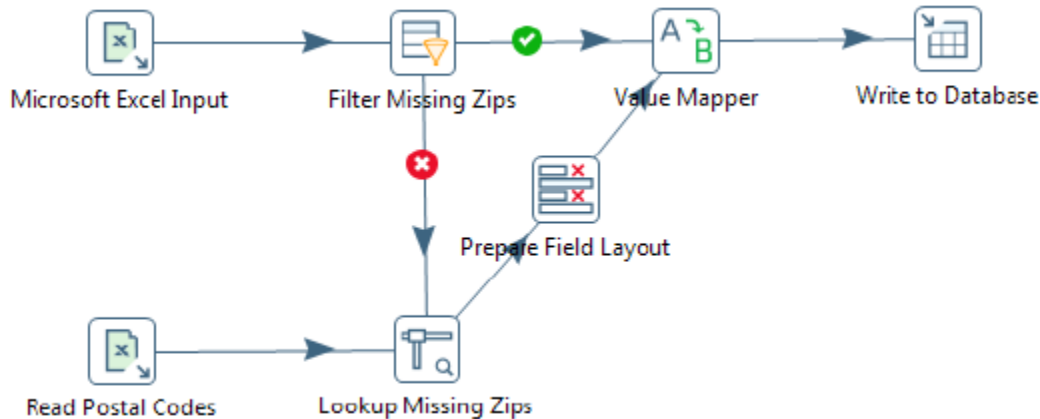 A
B
Microsoft Excel Input
Filter Missing Zips
Value Mapper
Write to Database
Prepare Field Layout
Read Postal Codes
Lookup Missing Zips